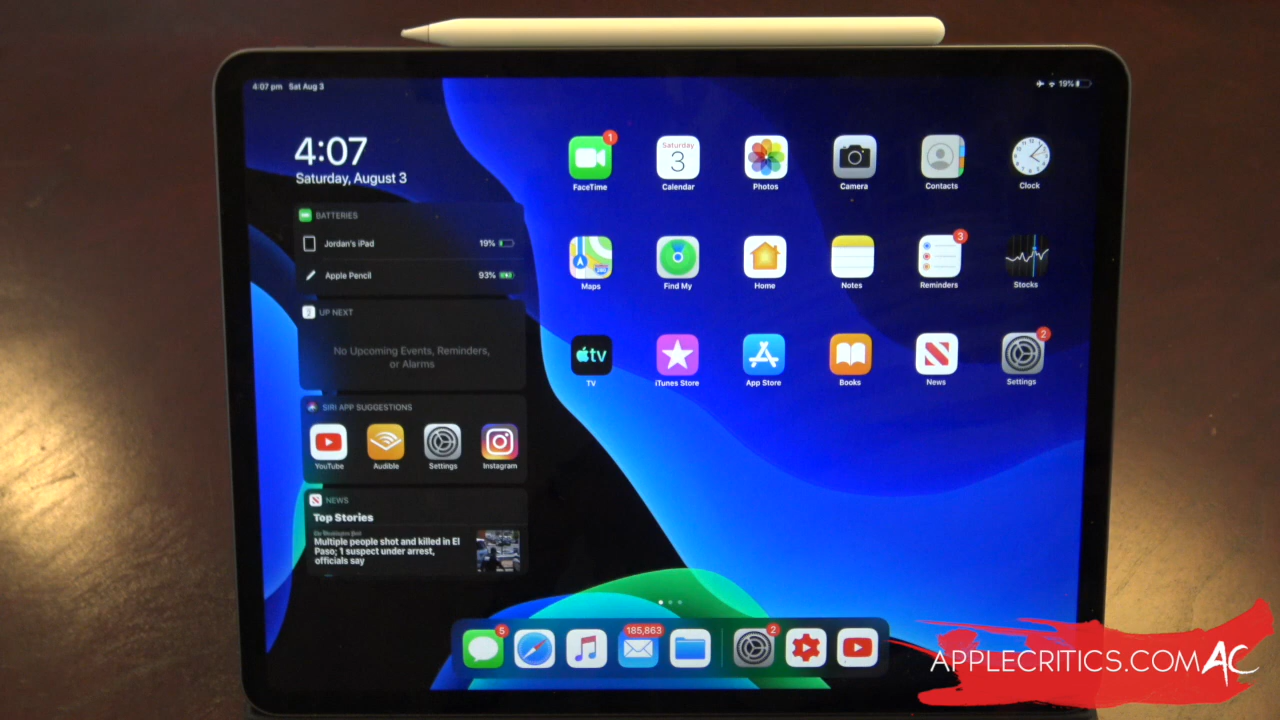 4:07 pm Sat Aug 3
19%
4:07
Saturday, August 3
BATTERIES
Jordan's iPad 19%
Apple Pencil 93%
UP NEXT
No Upcoming Events, Reminders,
or Alarms
SIRI APP SUGGESTIONS
YouTube Audible Settings Instagram
NEWS
Top Stories
The Washington Post
Multiple people shot and killed in El
Paso; 1 suspect under arrest,
officials say
1
Saturday
3
FaceTime Calendar Photos Camera Contacts Clock
3
Maps Find My Home Notes Reminders Stocks
2
tv
TV iTunes Store App Store Books News Settings
5 185,863 2
APPLECRITICS.COM AC